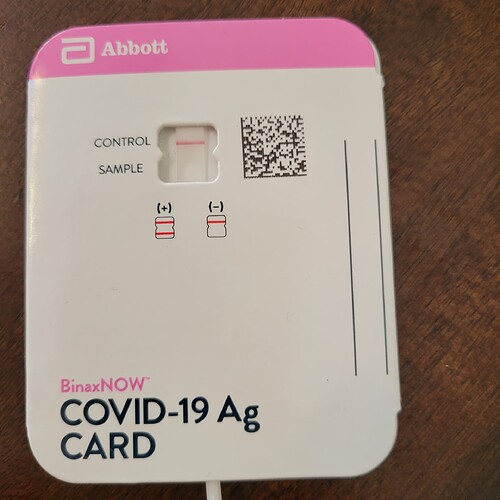 Abbott
CONTROL
SAMPLE
(+) (-)
BinaxNOW™
COVID-19 Ag
CARD